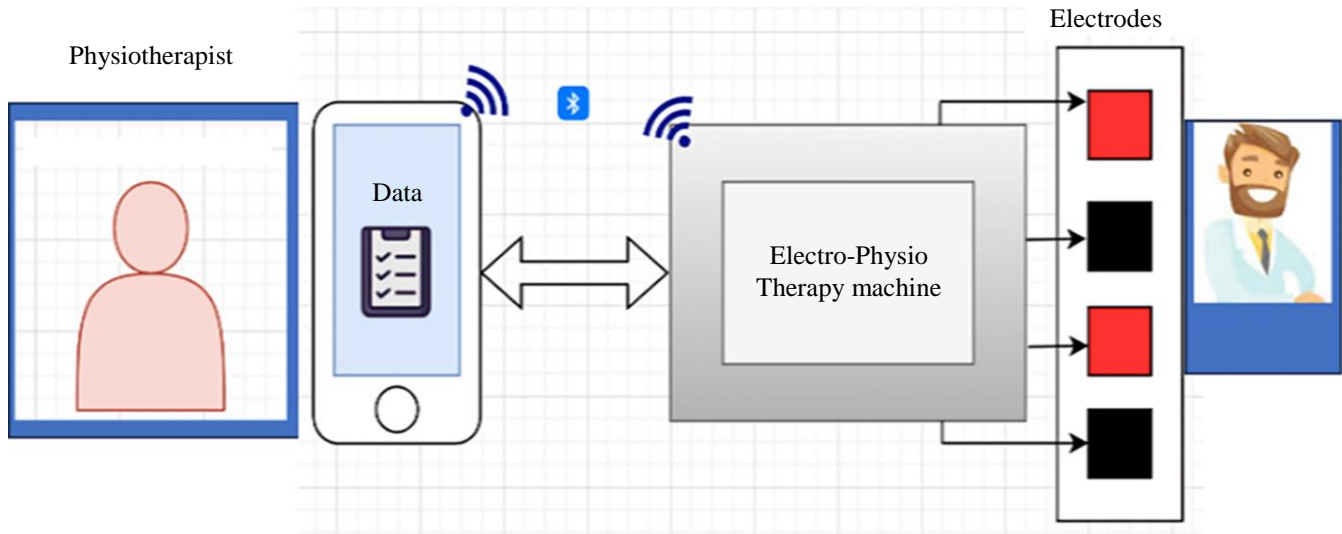 Electrodes
Physiotherapist
Data
Electro-Physio
Therapy machine